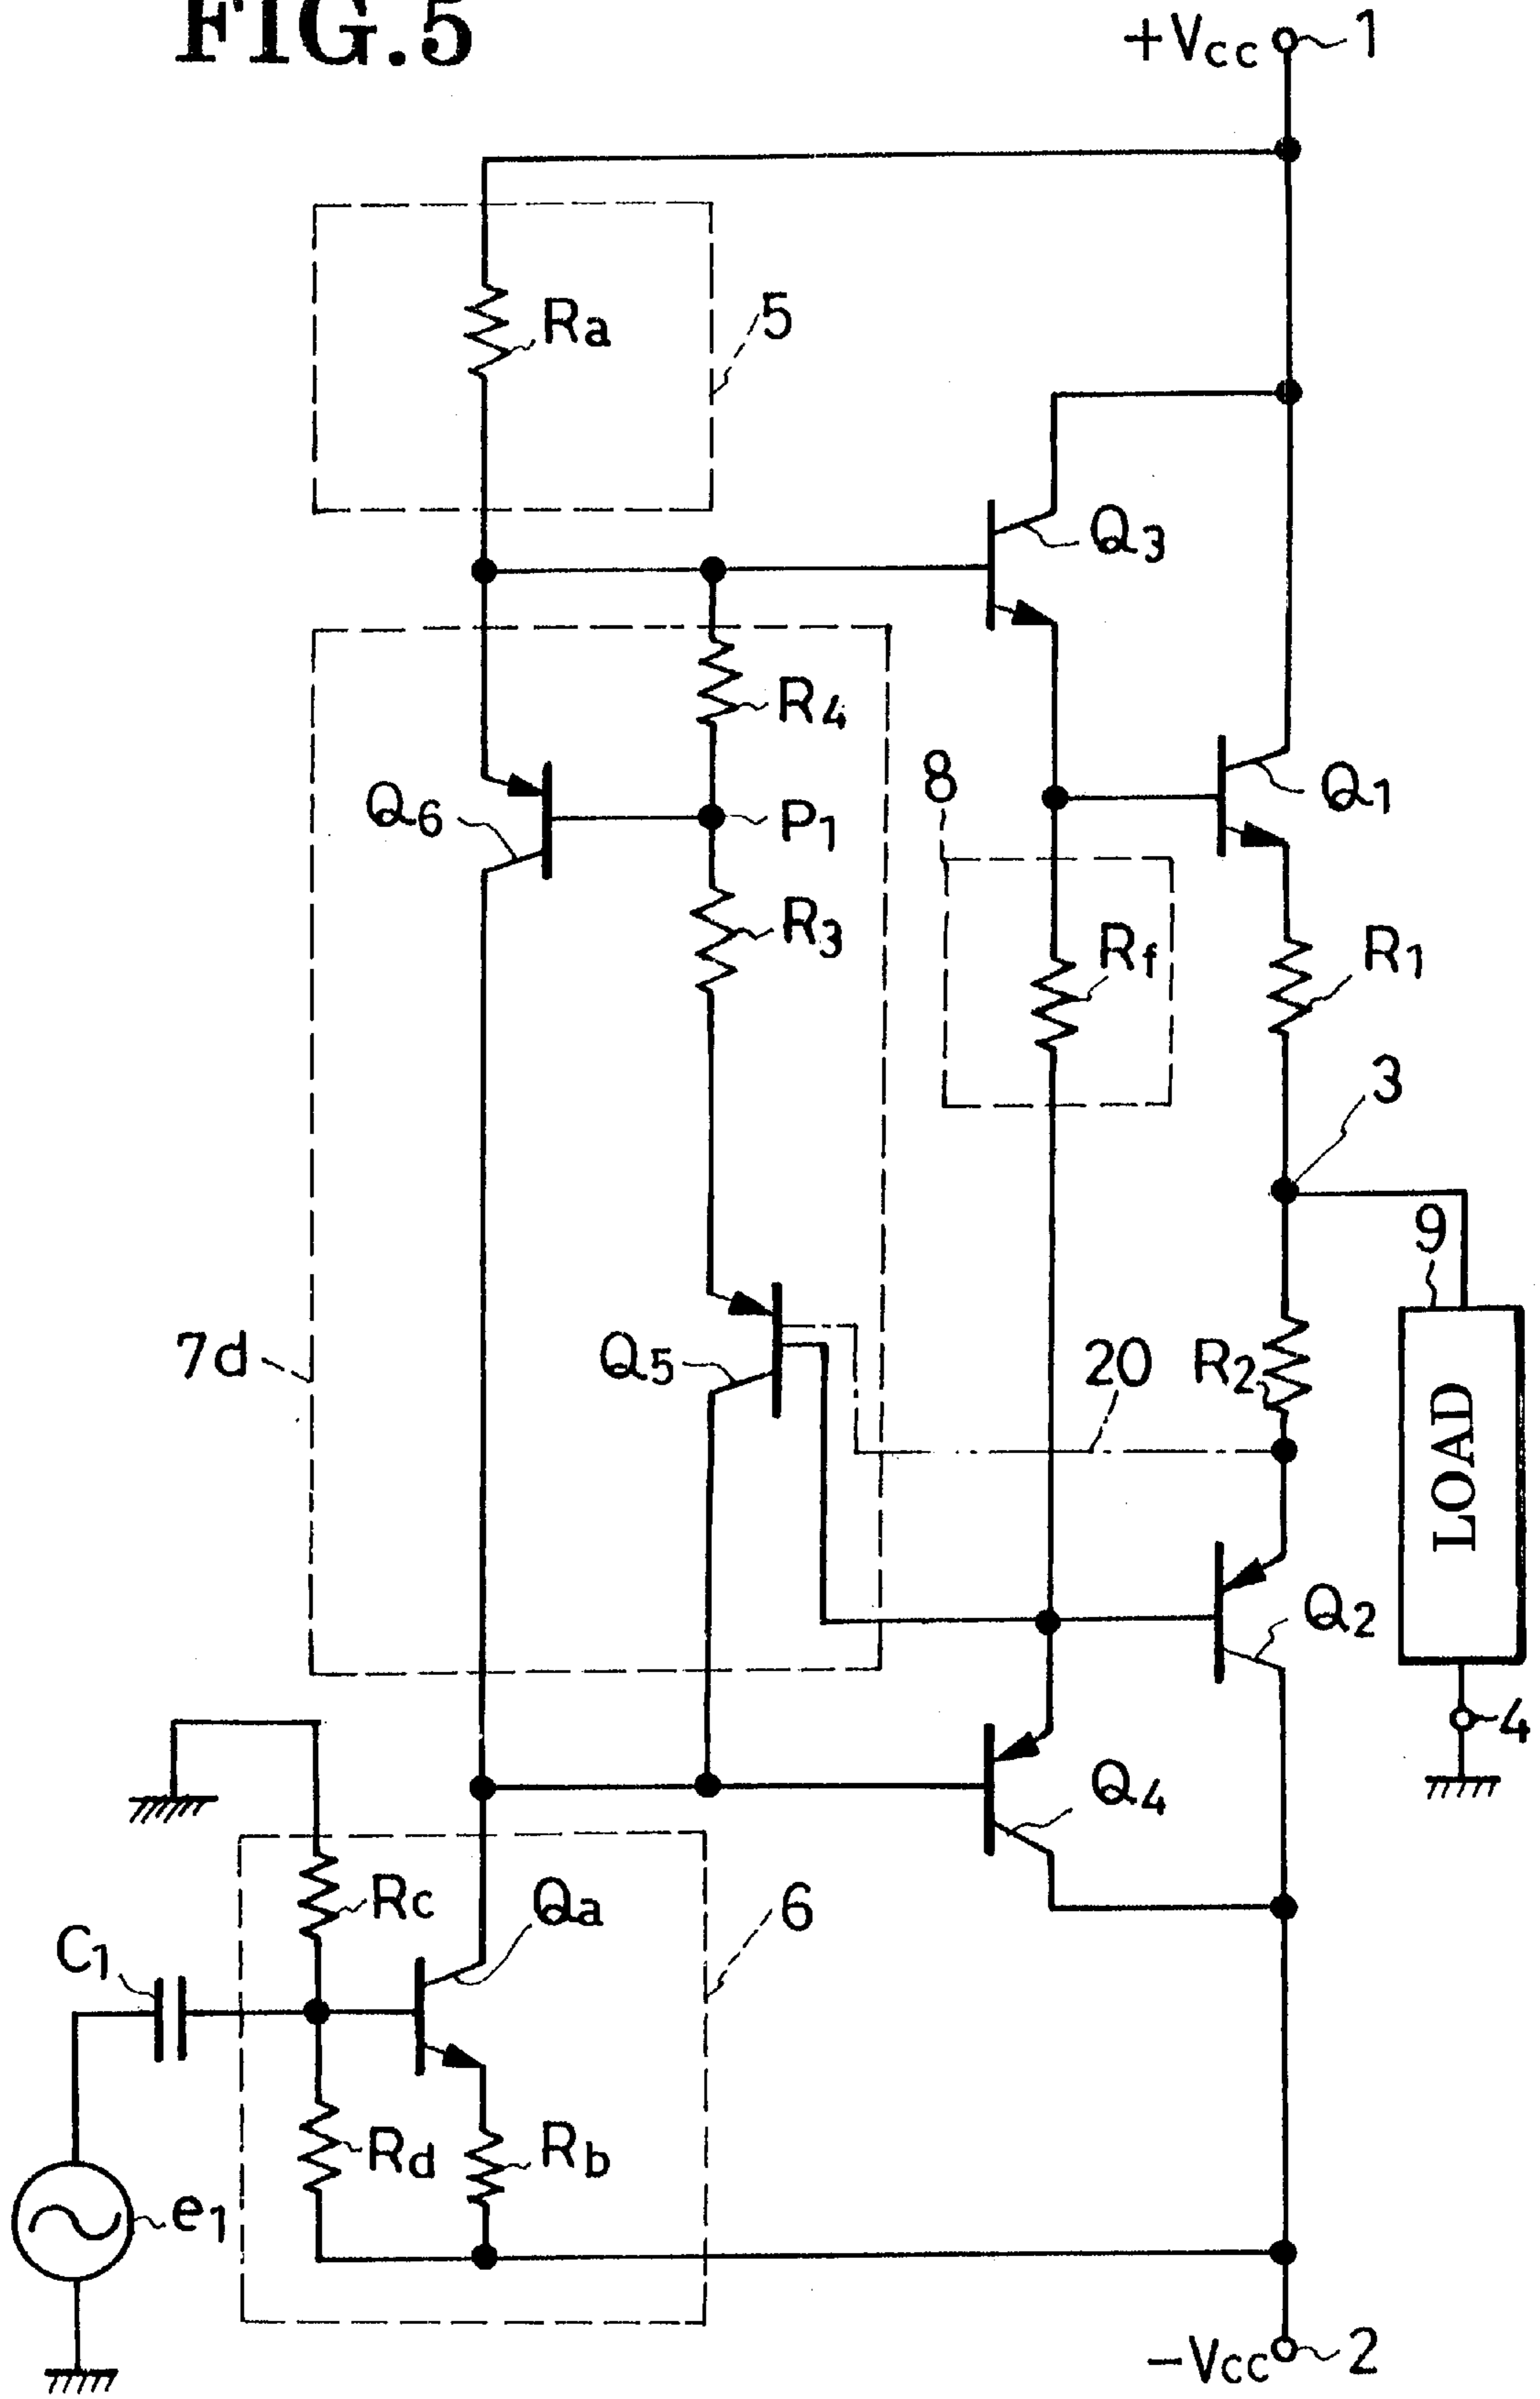 FIG.5
+Vcc
1
Ra
5
Q3
R4
8
Q6
P1
Q1
R3
Rf
R1
3
9
7d
Q5
20
R2
LOAD
Q2
4
Q4
Rc
Qa
6
C1
Rd
Rb
e1
-Vcc
2